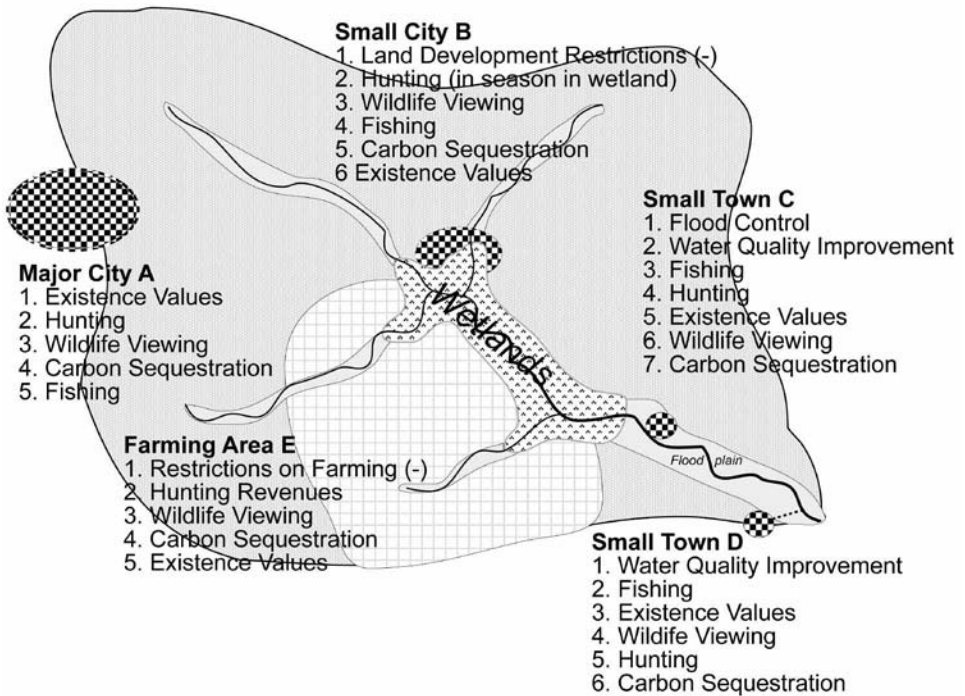 Small City B
1. Land Development Restrictions (-)
2. Hunting (in season in wetland)
3. Wildlife Viewing
4. Fishing
5. Carbon Sequestration
6 Existence Values
Small Town C
1. Flood Control
2. Water Quality Improvement
3. Fishing
4. Hunting
5. Existence Values
6. Wildlife Viewing
7. Carbon Sequestration
Major City A
1. Existence Values
2. Hunting
3. Wildlife Viewing
4. Carbon Sequestration
5. Fishing
Wetlands
Farming Area E
1. Restrictions on Farming (-)
2. Hunting Revenues
3. Wildlife Viewing
4. Carbon Sequestration
5. Existence Values
Flood plain
Small Town D
1. Water Quality Improvement
2. Fishing
3. Existence Values
4. Wildife Viewing
5. Hunting
6. Carbon Sequestration